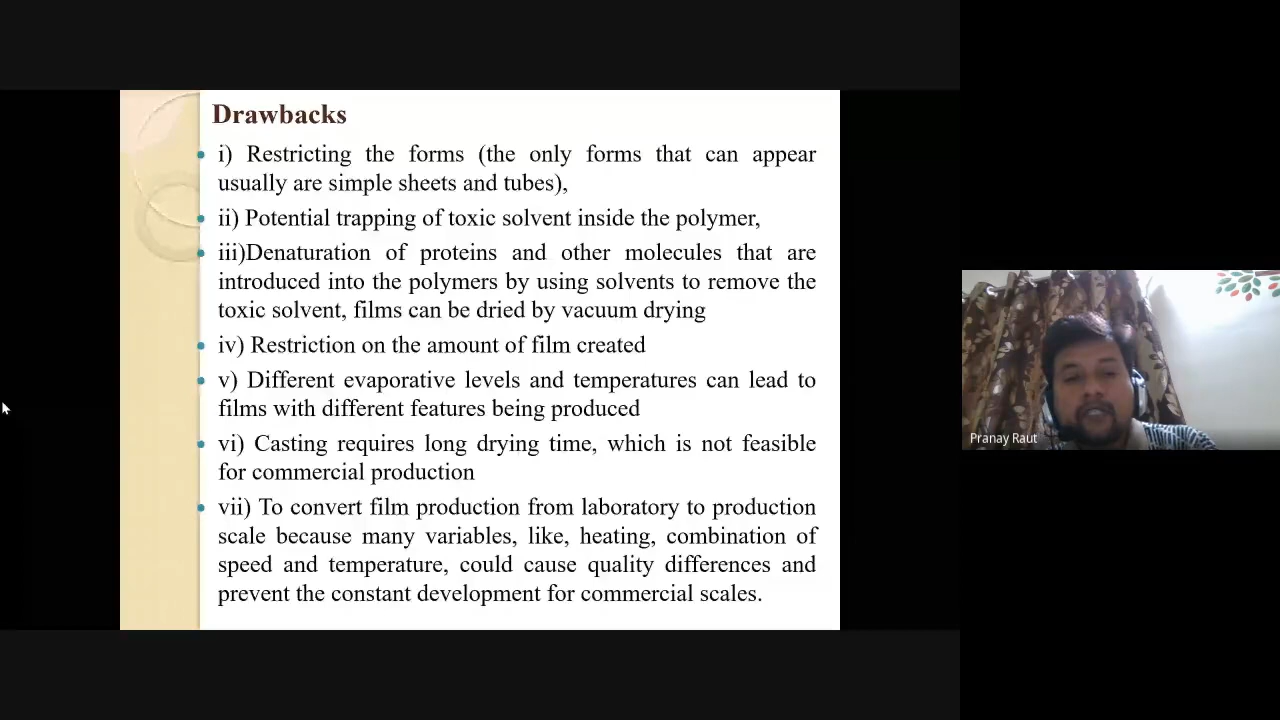 Drawbacks
i) Restricting the forms (the only forms that can appear
usually are simple sheets and tubes),
ii) Potential trapping of toxic solvent inside the polymer,
iii)Denaturation of proteins and other molecules that are
introduced into the polymers by using solvents to remove the
toxic solvent, films can be dried by vacuum drying
iv) Restriction on the amount of film created
v) Different evaporative levels and temperatures can lead to
films with different features being produced
vi) Casting requires long drying time, which is not feasible
for commercial production
vii) To convert film production from laboratory to production
scale because many variables, like, heating, combination of
speed and temperature, could cause quality differences and
prevent the constant development for commercial scales.
Pranay Raut